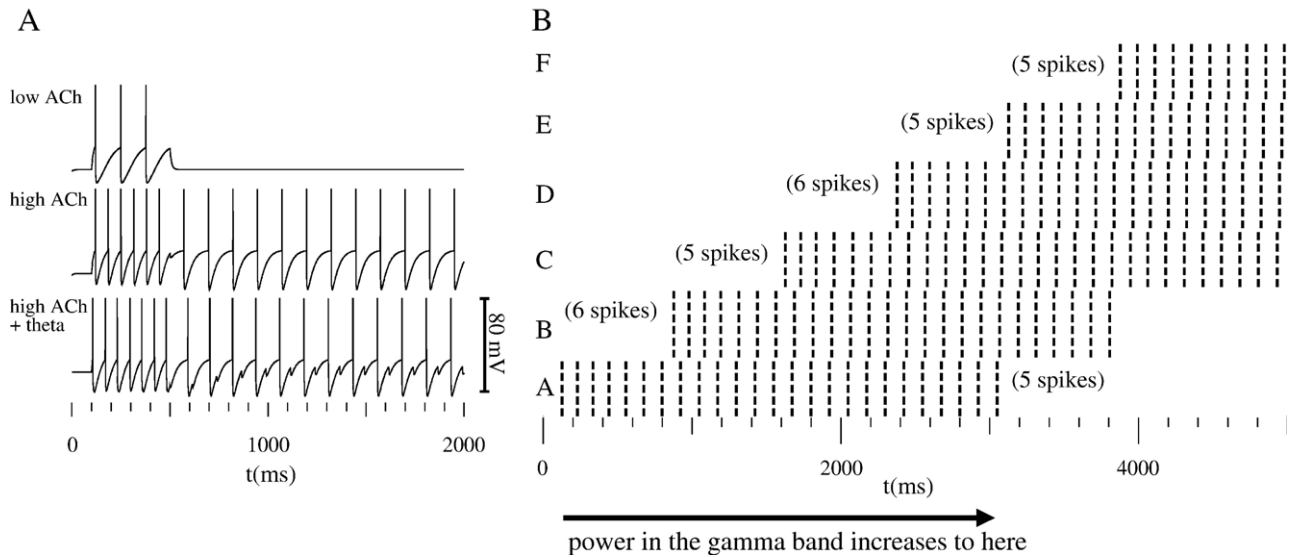 A
low ACh
high ACh
high ACh
+ theta
80 mV
0
1000
2000
t(ms)
B
F
(5 spikes)
E
(5 spikes)
D
(6 spikes)
C
(5 spikes)
B
(6 spikes)
A
(5 spikes)
0
2000
4000
t(ms)
power in the gamma band increases to here